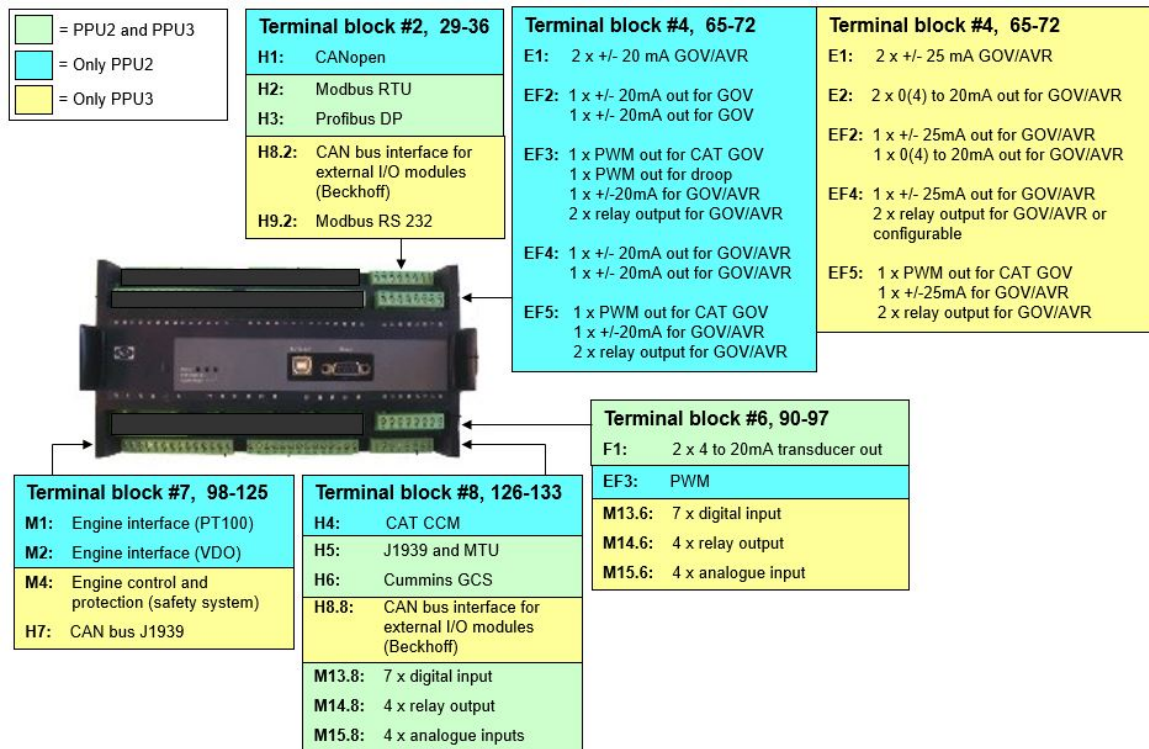 = PPU2 and PPU3
= Only PPU2
= Only PPU3
Terminal block #2, 29-36
H1: CANopen
H2: Modbus RTU
H3: Profibus DP
H8.2: CAN bus interface for
external I/O modules
(Beckhoff)
H9.2: Modbus RS 232
Terminal block #4, 65-72
E1: 2 x +/- 20 mA GOV/AVR
EF2: 1 x +/- 20mA out for GOV
1 x +/- 20mA out for GOV
EF3: 1 x PWM out for CAT GOV
1 x PWM out for droop
1 x +/-20mA for GOV/AVR
2 x relay output for GOV/AVR
EF4: 1 x +/- 20mA out for GOV/AVR
1 x +/- 20mA out for GOV/AVR
EF5: 1 x PWM out for CAT GOV
1 x +/-20mA for GOV/AVR
2 x relay output for GOV/AVR
Terminal block #4, 65-72
E1: 2 x +/- 25 mA GOV/AVR
E2: 2 x 0(4) to 20mA out for GOV/AVR
EF2: 1 x +/- 25mA out for GOV/AVR
1 x 0(4) to 20mA out for GOV/AVR
EF4: 1 x +/- 25mA out for GOV/AVR
2 x relay output for GOV/AVR or
configurable
EF5: 1 x PWM out for CAT GOV
1 x +/-25mA for GOV/AVR
2 x relay output for GOV/AVR
Terminal block #6, 90-97
F1: 2 x 4 to 20mA transducer out
EF3: PWM
M13.6: 7 x digital input
M14.6: 4 x relay output
M15.6: 4 x analogue input
Terminal block #7, 98-125
M1: Engine interface (PT100)
M2: Engine interface (VDO)
M4: Engine control and
protection (safety system)
H7: CAN bus J1939
Terminal block #8, 126-133
H4: CAT CCM
H5: J1939 and MTU
H6: Cummins GCS
H8.8: CAN bus interface for
external I/O modules
(Beckhoff)
M13.8: 7 x digital input
M14.8: 4 x relay output
M15.8: 4 x analogue inputs